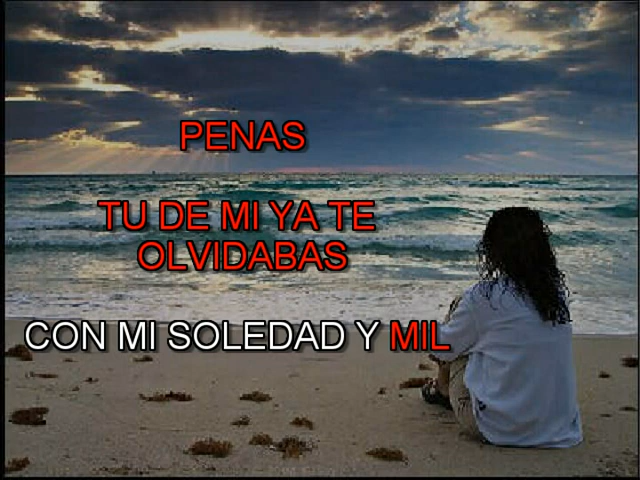 PENAS
TU DE MI YA TE
OLVIDABAS
CON MI SOLEDAD Y MIL